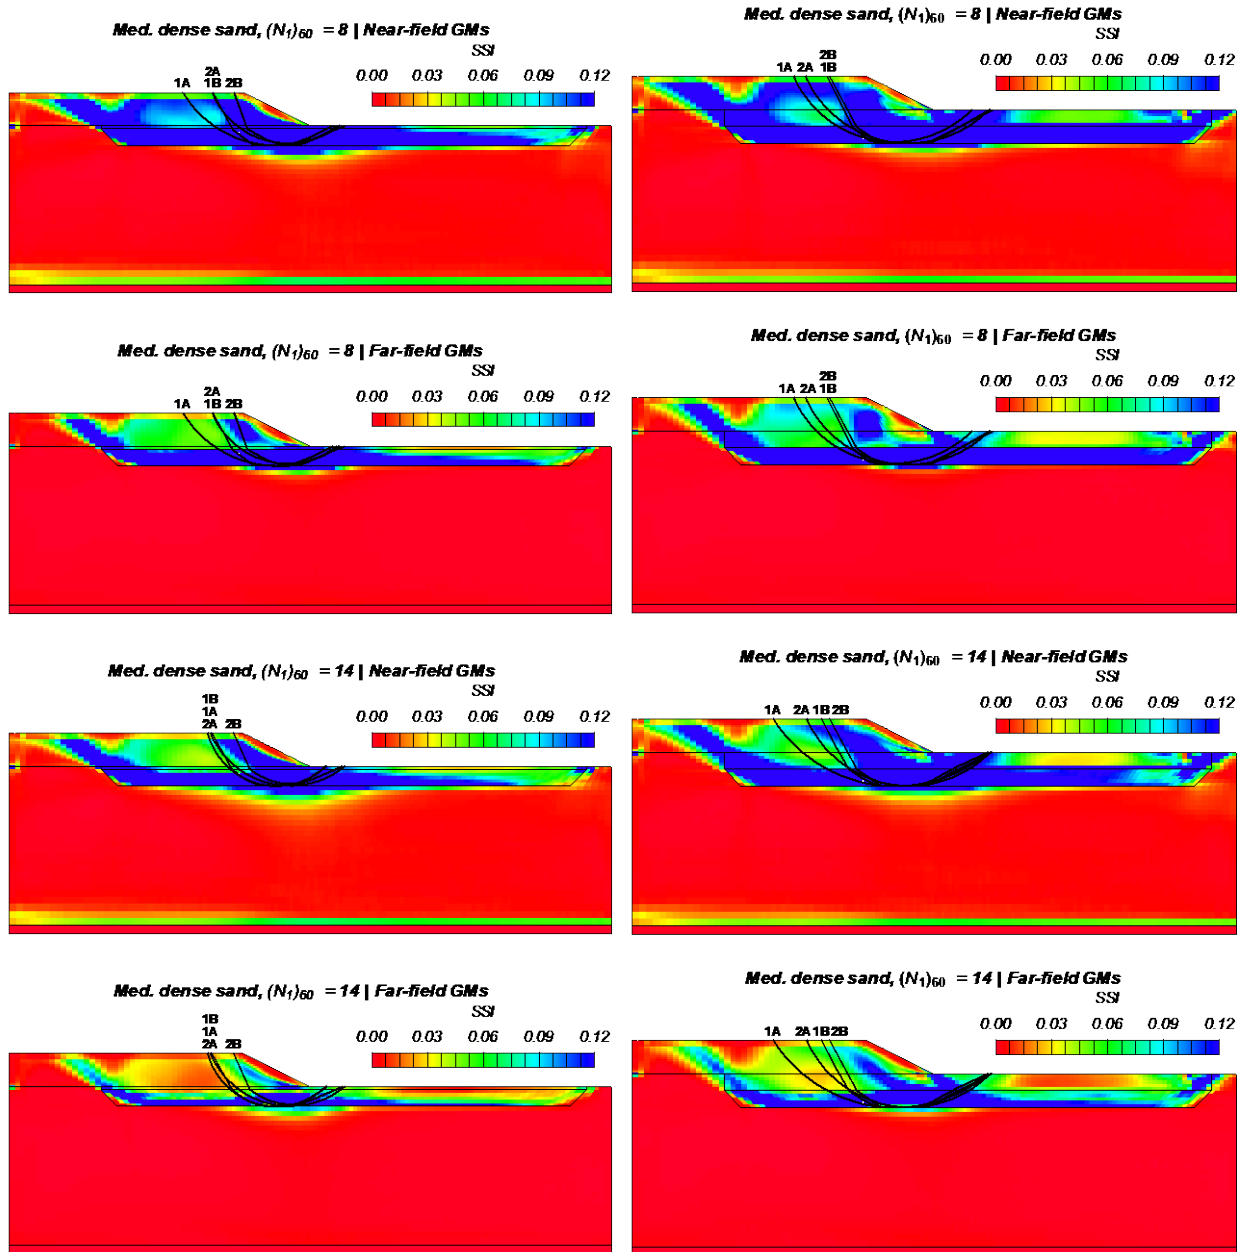 Med. dense sand, (N₁)₆₀ = 8 | Near-field GMs
SSI
0.00 0.03 0.06 0.09 0.12
2A
1A 1B 2B
Med. dense sand, (N₁)₆₀ = 8 | Near-field GMs
SSI
0.00 0.03 0.06 0.09 0.12
2B
1A 2A 1B
Med. dense sand, (N₁)₆₀ = 8 | Far-field GMs
SSI
0.00 0.03 0.06 0.09 0.12
2A
1A 1B 2B
Med. dense sand, (N₁)₆₀ = 8 | Far-field GMs
SSI
0.00 0.03 0.06 0.09 0.12
2B
1A 2A 1B
Med. dense sand, (N₁)₆₀ = 14 | Near-field GMs
SSI
0.00 0.03 0.06 0.09 0.12
1B
1A
2A 2B
Med. dense sand, (N₁)₆₀ = 14 | Near-field GMs
SSI
0.00 0.03 0.06 0.09 0.12
1A 2A 1B 2B
Med. dense sand, (N₁)₆₀ = 14 | Far-field GMs
SSI
0.00 0.03 0.06 0.09 0.12
1B
1A
2A 2B
Med. dense sand, (N₁)₆₀ = 14 | Far-field GMs
SSI
0.00 0.03 0.06 0.09 0.12
1A 2A 1B 2B